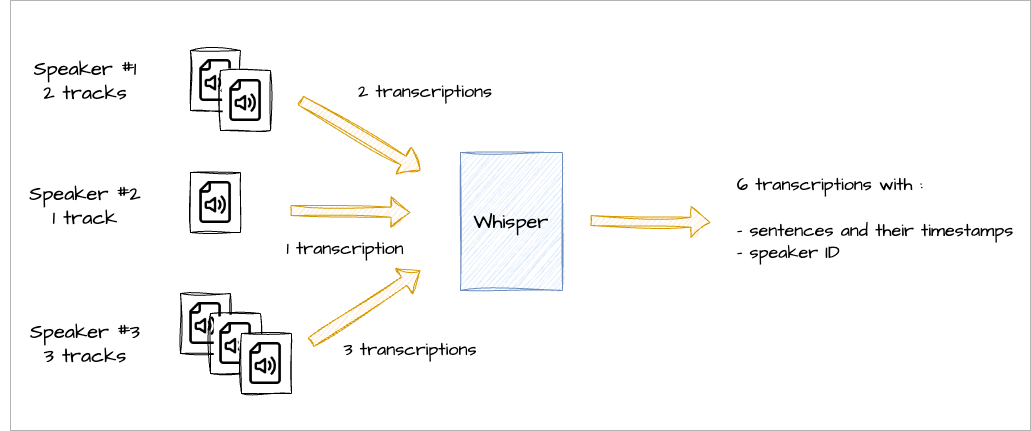 Speaker #1
2 tracks
2 transcriptions
Speaker #2
1 track
1 transcription
Speaker #3
3 tracks
3 transcriptions
Whisper
6 transcriptions with :
- sentences and their timestamps
- speaker ID